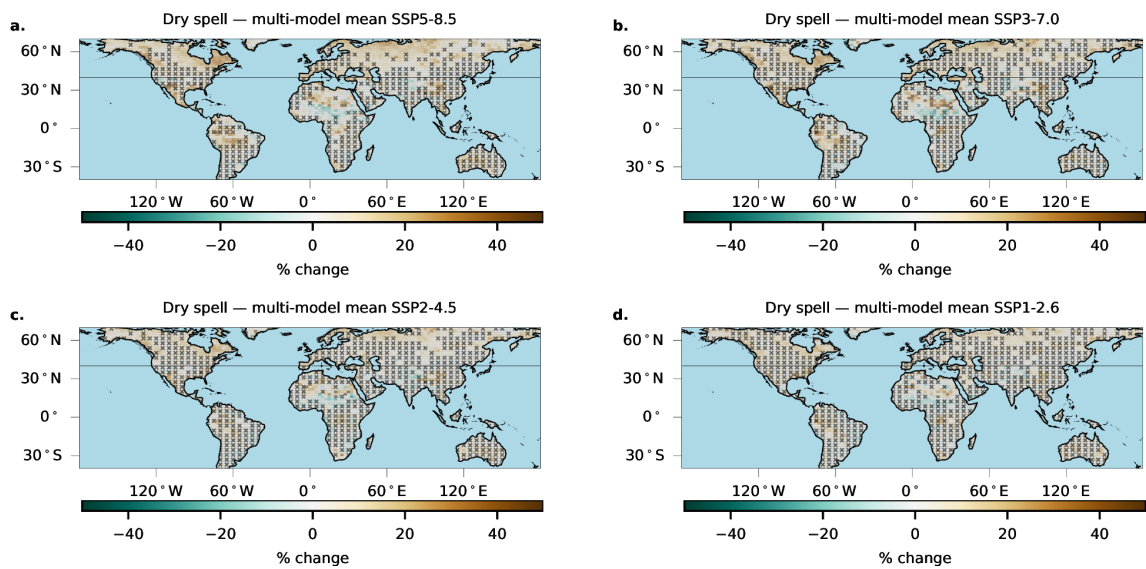 a.
Dry spell — multi-model mean SSP5-8.5
60°N
30°N
0°
30°S
120°W 60°W 0° 60°E 120°E
−40 −20 0 20 40
% change
b.
Dry spell — multi-model mean SSP3-7.0
60°N
30°N
0°
30°S
120°W 60°W 0° 60°E 120°E
−40 −20 0 20 40
% change
c.
Dry spell — multi-model mean SSP2-4.5
60°N
30°N
0°
30°S
120°W 60°W 0° 60°E 120°E
−40 −20 0 20 40
% change
d.
Dry spell — multi-model mean SSP1-2.6
60°N
30°N
0°
30°S
120°W 60°W 0° 60°E 120°E
−40 −20 0 20 40
% change